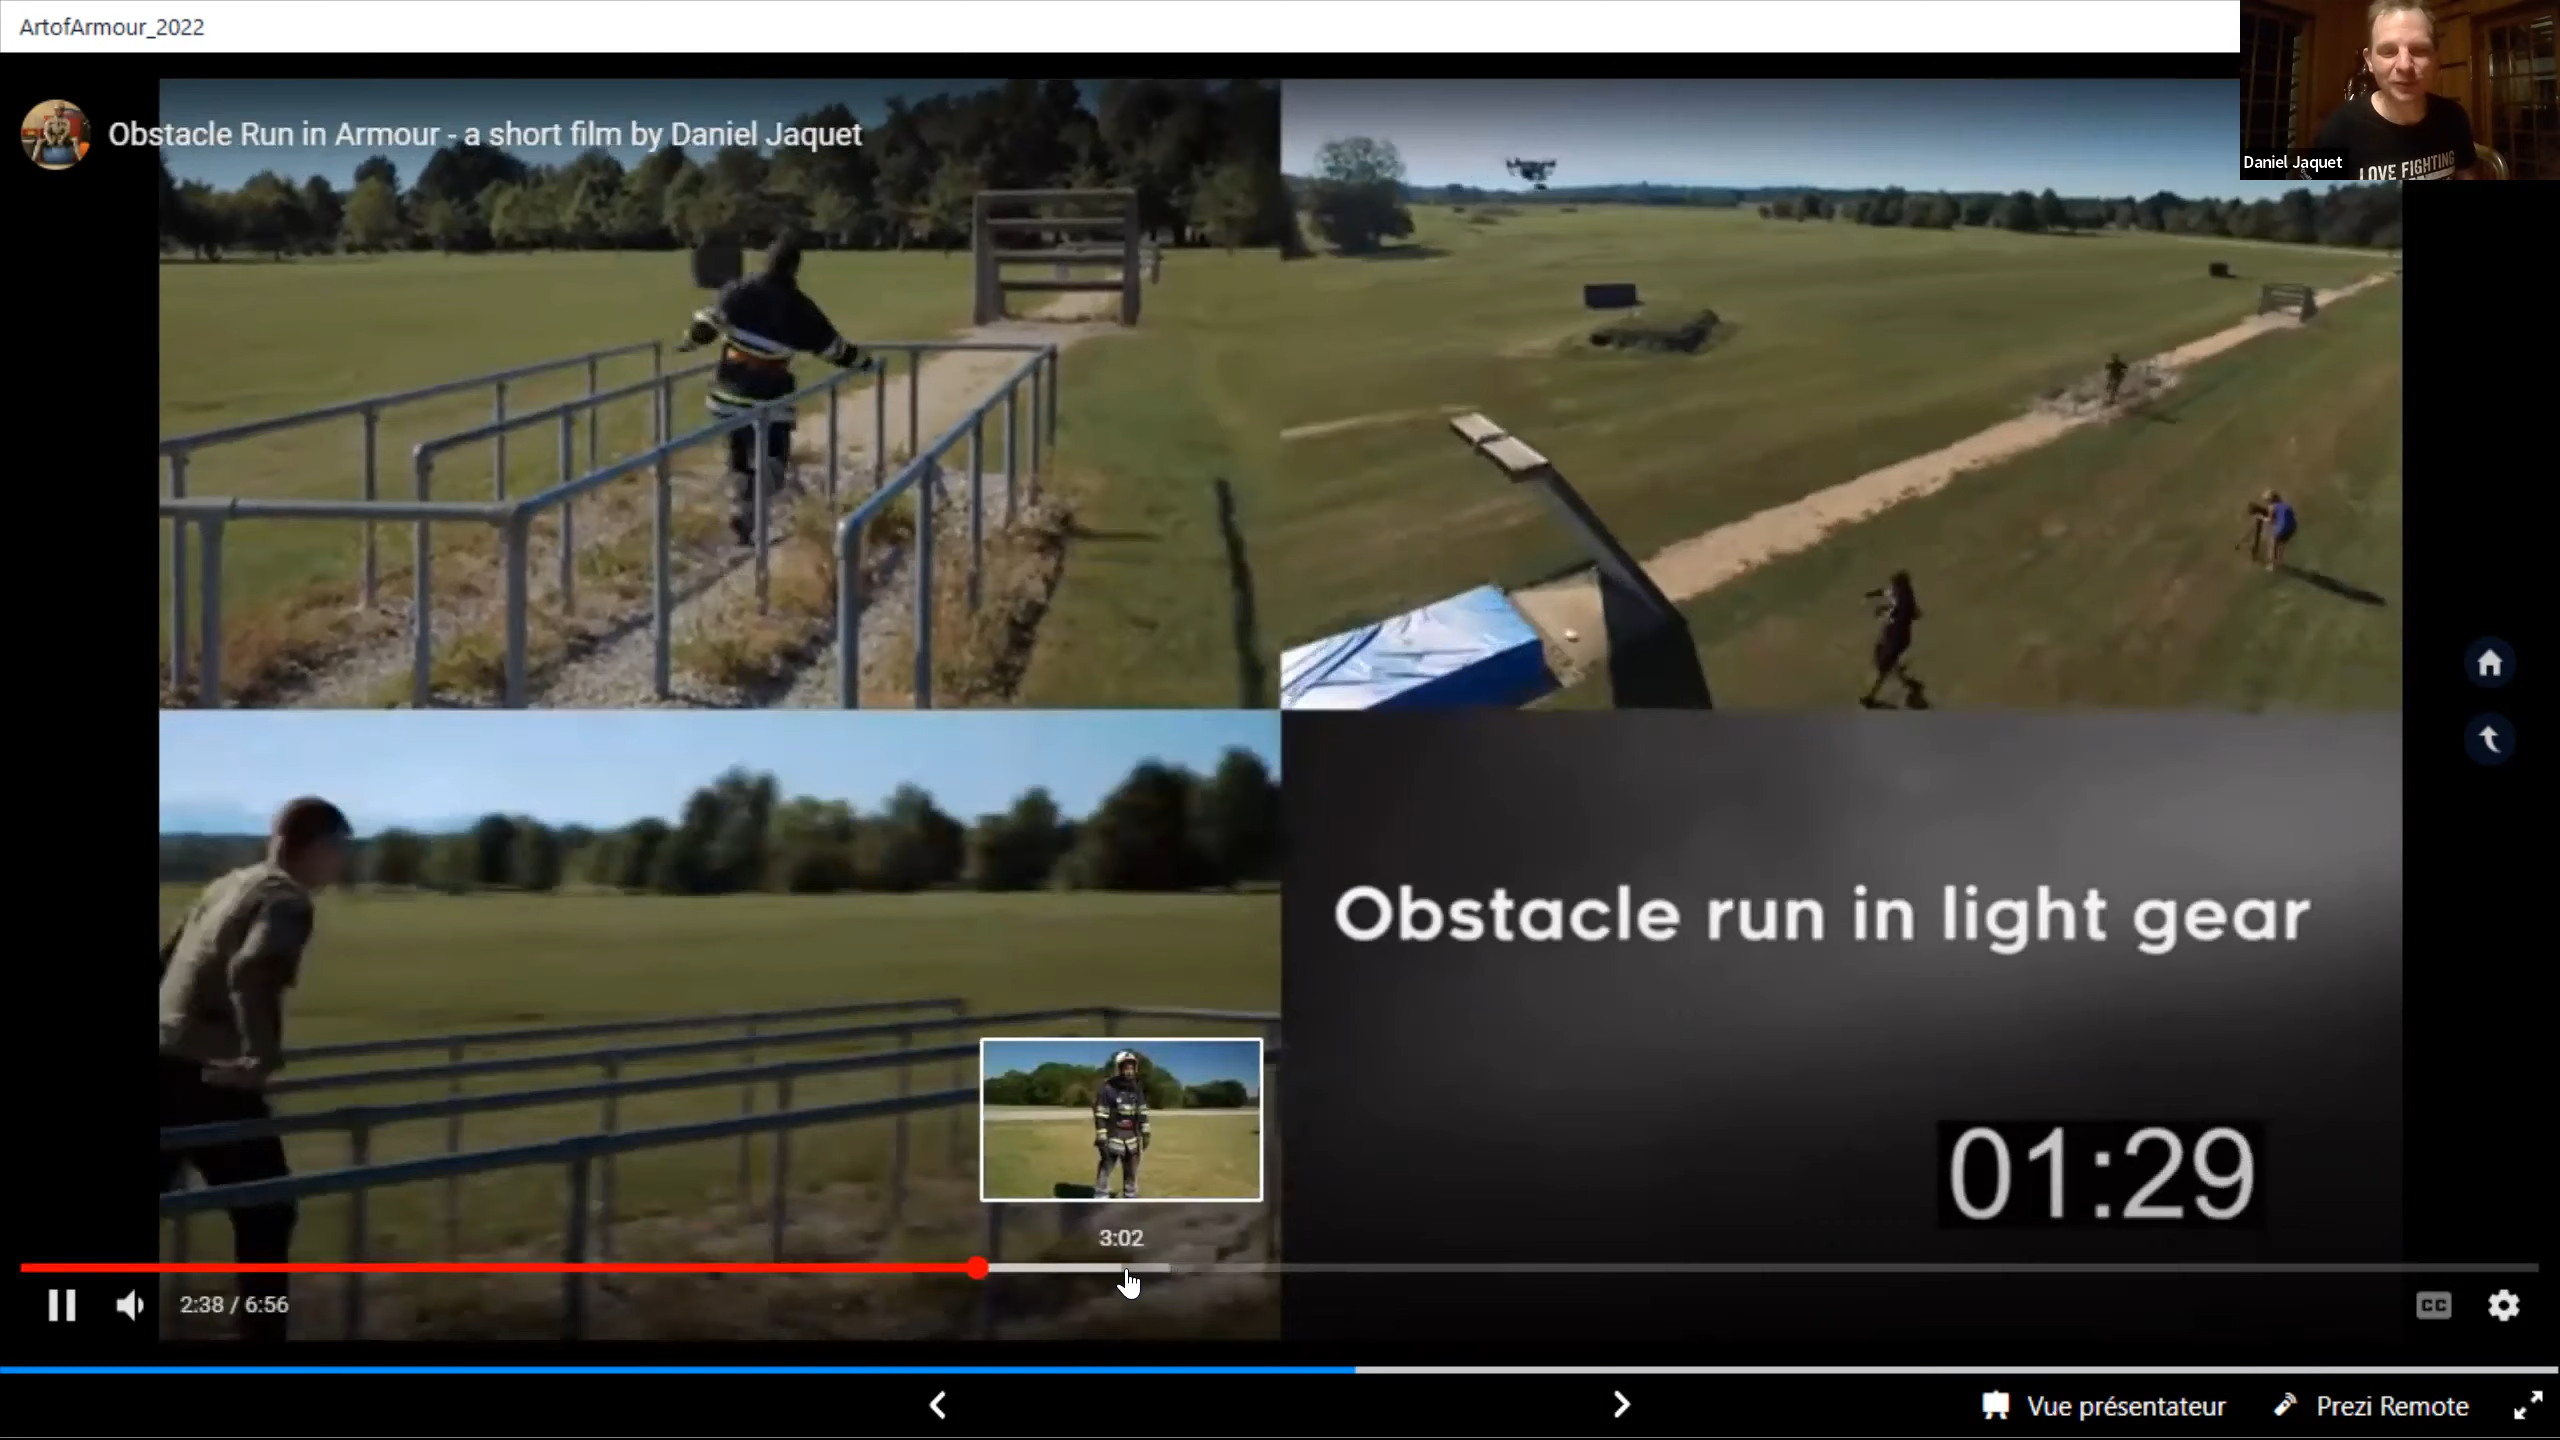 ArtofArmour_2022
Obstacle Run in Armour - a short film by Daniel Jaquet
Daniel Jaquet
LOVE FIGHTING
Obstacle run in light gear
01:29
3:02
2:38 / 6:56
CC
Vue présentateur
Prezi Remote